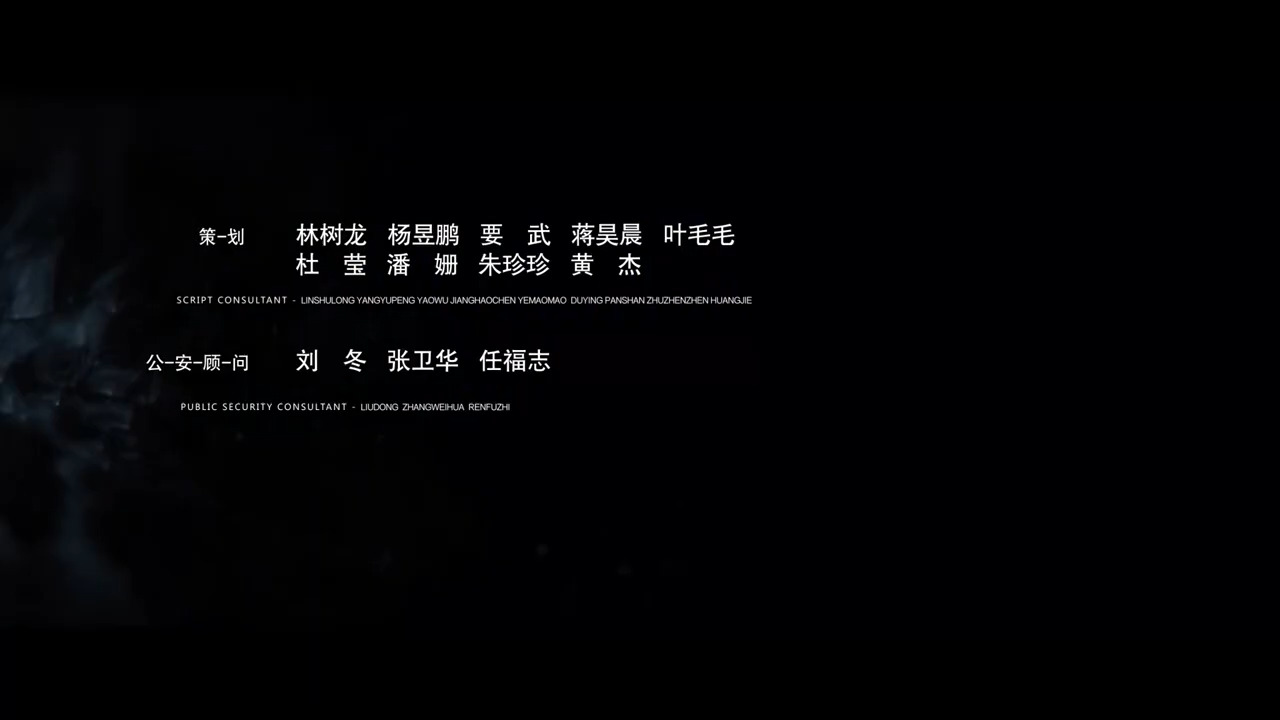 策-划 林树龙 杨昱鹏 要 武 蒋昊晨 叶毛毛
杜 莹 潘 姗 朱珍珍 黄 杰
SCRIPT CONSULTANT - LINSHULONG YANGYUPENG YAOWU JIANGHAOCHEN YEMAOMAO DUYING PANSHAN ZHUZHENZHEN HUANGJIE
公-安-顾-问 刘 冬 张卫华 任福志
PUBLIC SECURITY CONSULTANT - LIUDONG ZHANGWEIHUA RENFUZHI